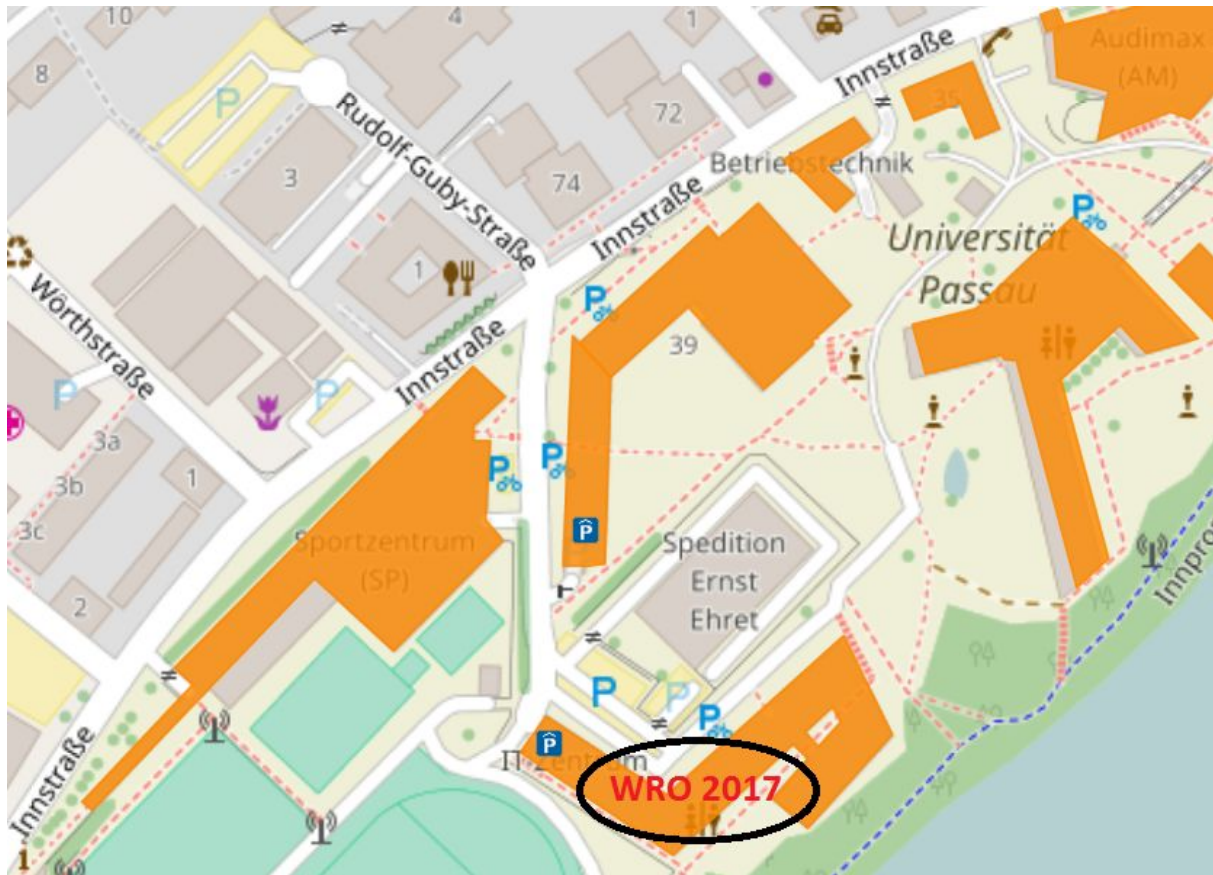 10
4
1
8
P
Audimax
(AM)
Innstraße
35
72
Rudolf-Guby-Straße
3
74
Betriebstechnik
Innstraße
Universität
Passau
P
1
Wörthstraße
P
39
Innstraße
P
P
3a
3b
1
3c
P
P
Sportzentrum
(SP)
P
Spedition
Ernst
Ehret
2
P
P
P
P
IT-Zentrum
WRO 2017
Innstraße